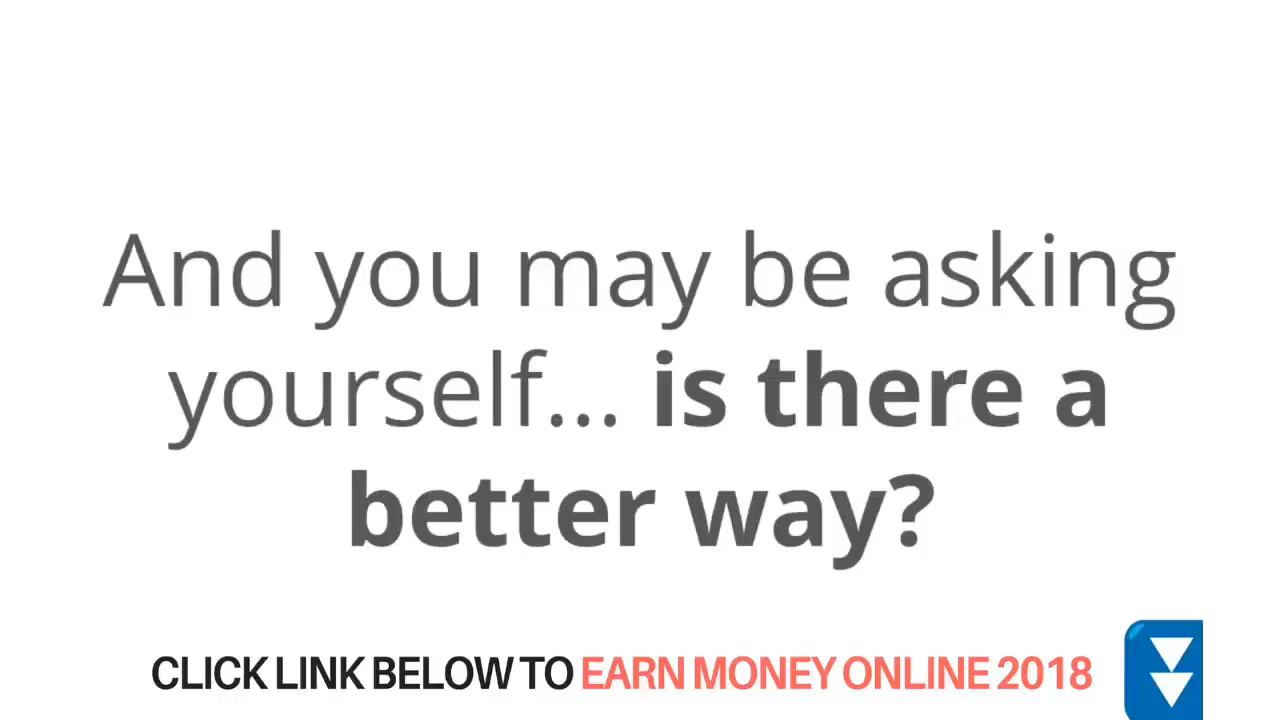 And you may be asking
yourself... is there a
better way?
CLICK LINK BELOW TO EARN MONEY ONLINE 2018